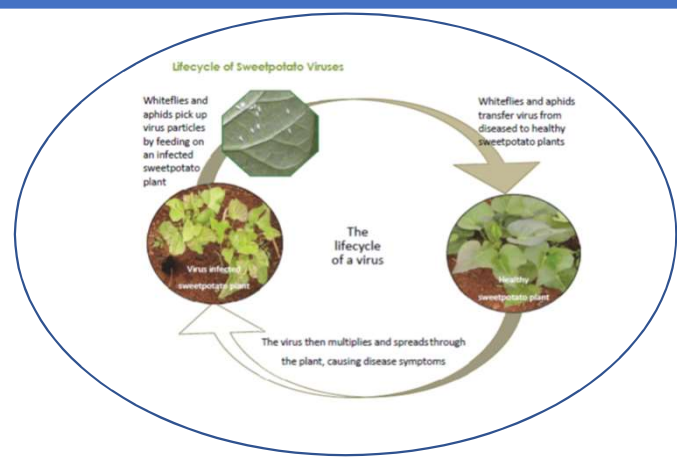 Lifecycle of Sweetpotato Viruses
Whiteflies and
aphids pick up
virus particles
by feeding on
an infected
sweetpotato
plant
Whiteflies and aphids
transfer virus from
diseased to healthy
sweetpotato plants
The
lifecycle
of a virus
Virus infected
sweetpotato plant
Healthy
sweetpotato plant
The virus then multiplies and spreads through
the plant, causing disease symptoms